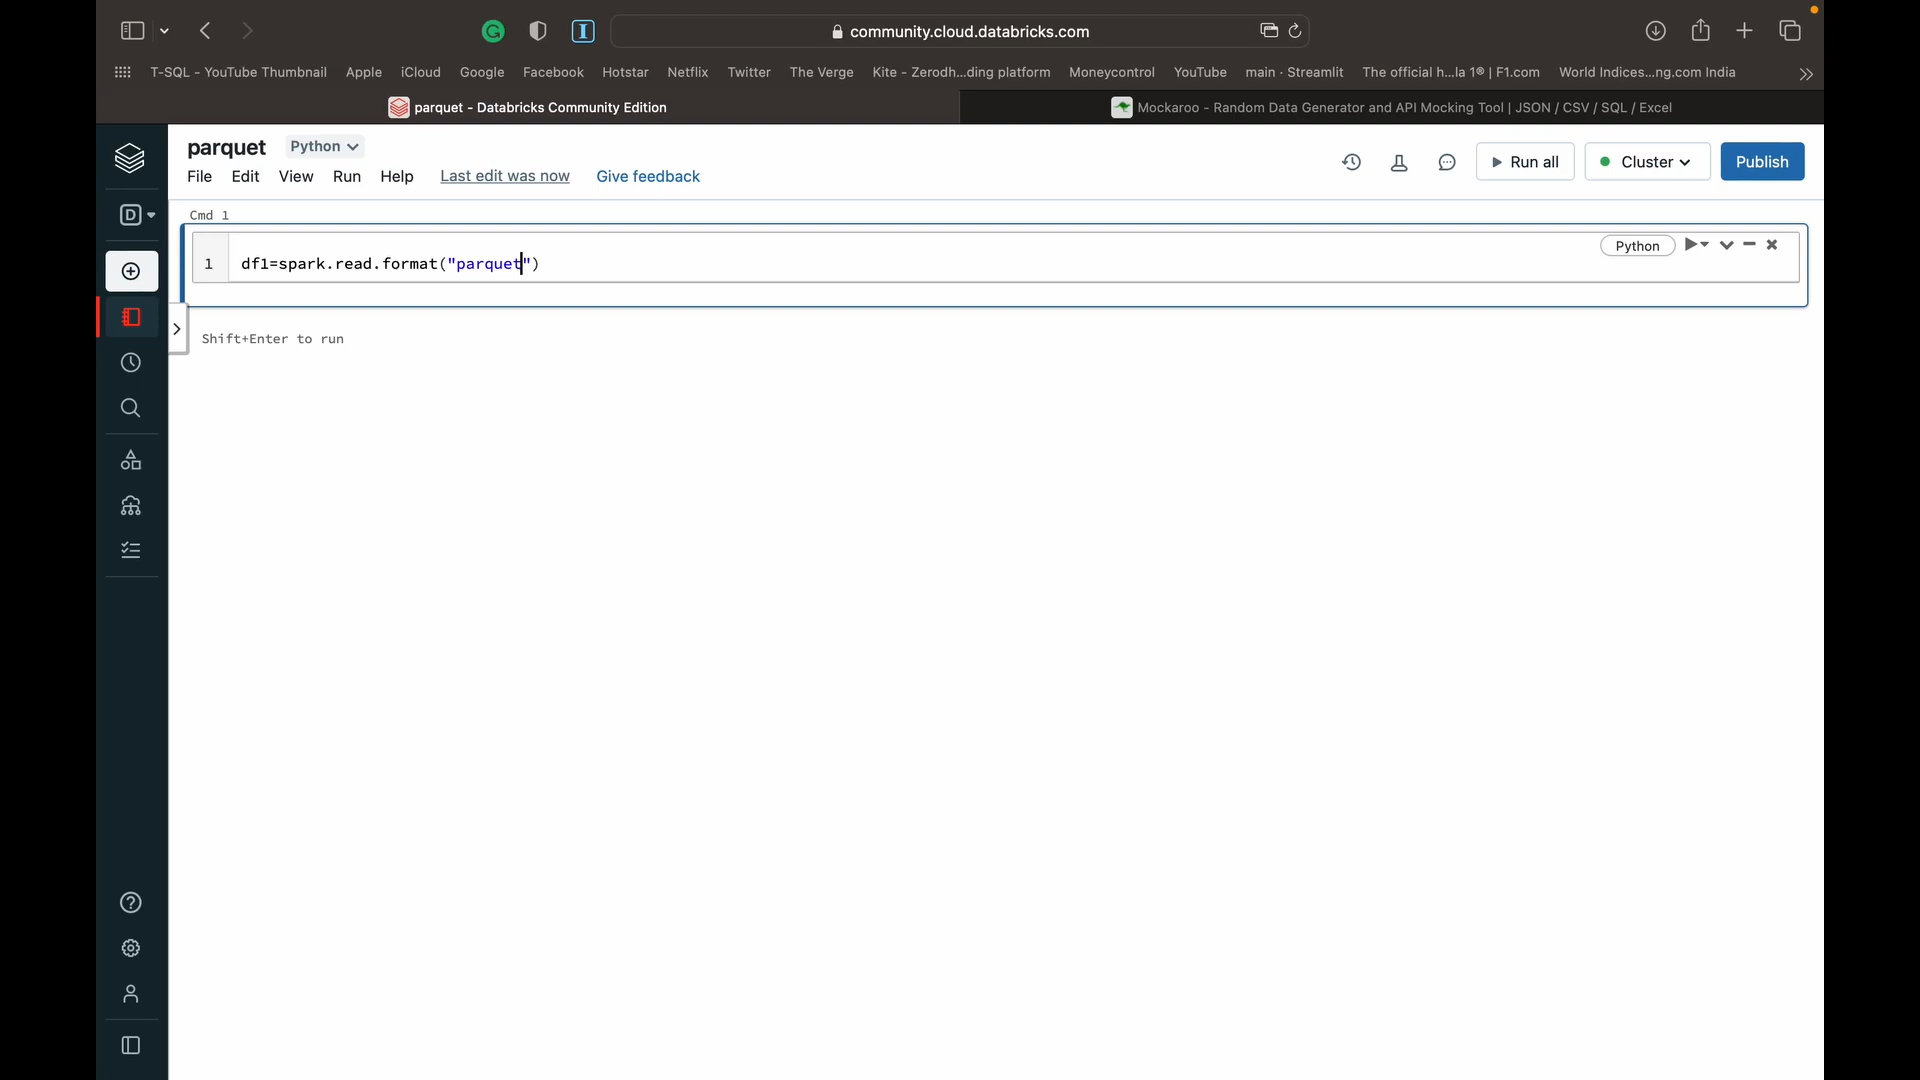 community.cloud.databricks.com
T-SQL - YouTube Thumbnail Apple iCloud Google Facebook Hotstar Netflix Twitter The Verge Kite - Zerodh...ding platform Moneycontrol YouTube main · Streamlit The official h...la 1® | F1.com World Indices...ng.com India
parquet - Databricks Community Edition Mockaroo - Random Data Generator and API Mocking Tool | JSON / CSV / SQL / Excel
parquet Python
File Edit View Run Help Last edit was now Give feedback
Run all Cluster Publish
D
Cmd 1
Python
1 df1=spark.read.format("parquet")
Shift+Enter to run